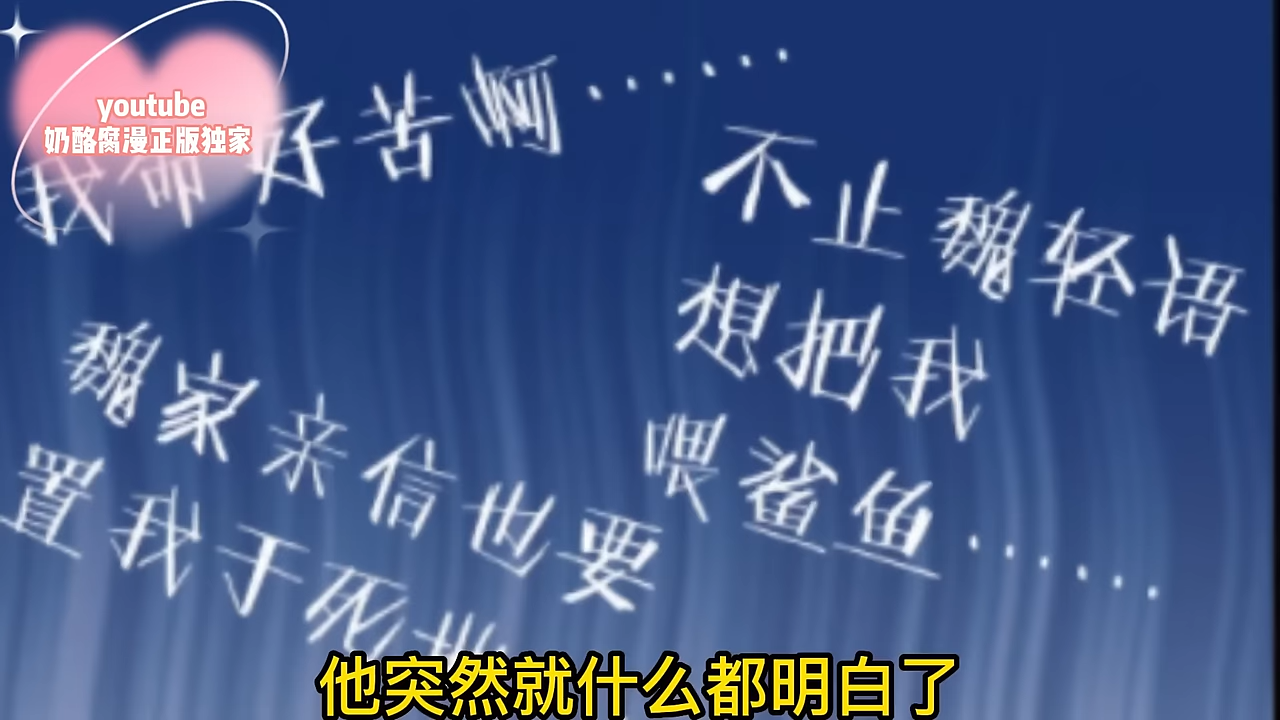 youtube
奶酪腐漫正版独家
我命好苦啊……
不止魏轻语
想把我
喂鲨鱼……
魏家亲信也要
置我于死地
他突然就什么都明白了